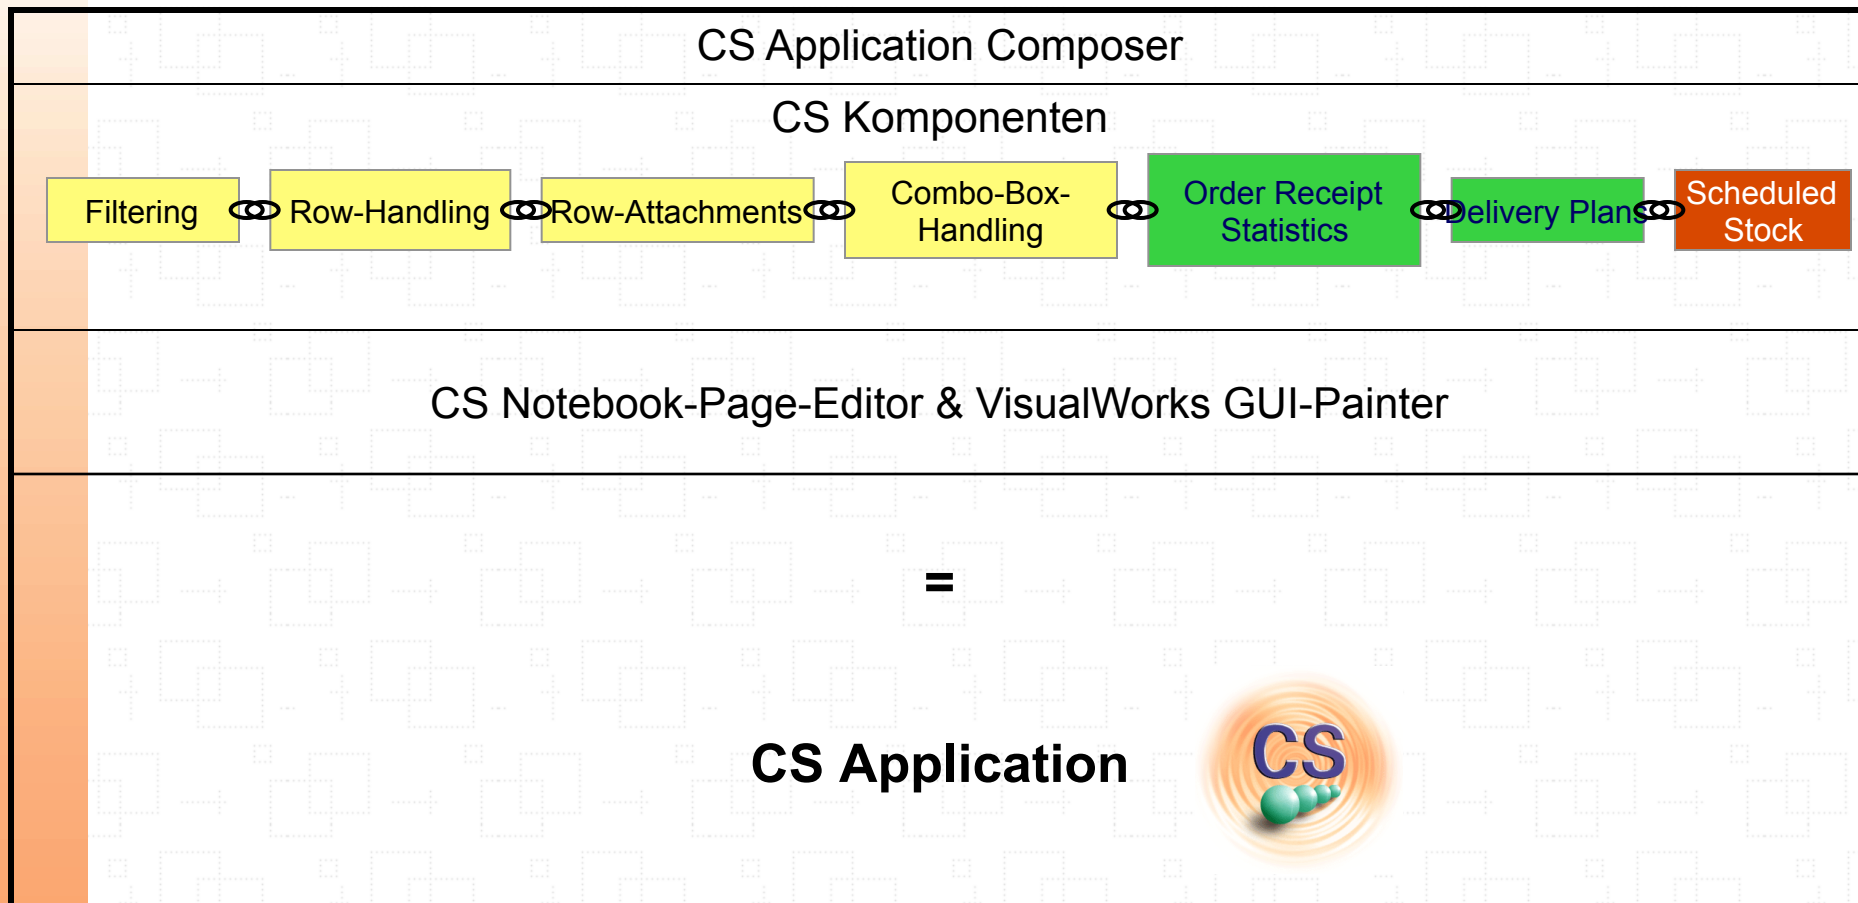 CS Application Composer
CS Komponenten
Filtering
Row-Handling
Row-Attachments
Combo-Box-
Handling
Order Receipt
Statistics
Delivery Plans
Scheduled
Stock
CS Notebook-Page-Editor & VisualWorks GUI-Painter
=
CS Application
CS